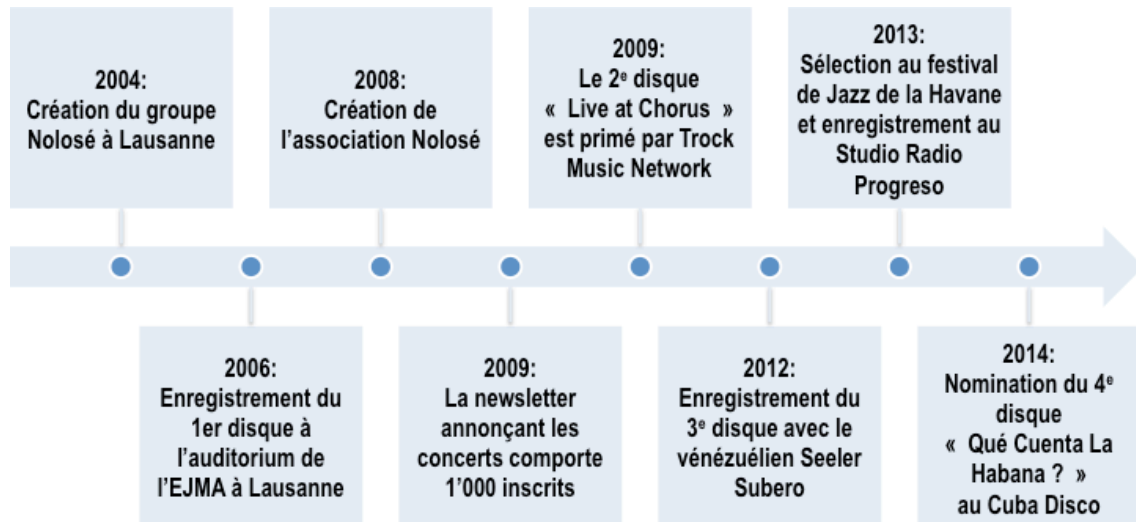 2004:
Création du groupe
Nolosé à Lausanne
2006:
Enregistrement du
1er disque à
l’auditorium de
l’EJMA à Lausanne
2008:
Création de
l’association Nolosé
2009:
La newsletter
annonçant les
concerts comporte
1’000 inscrits
2009:
Le 2e disque
« Live at Chorus »
est primé par Trock
Music Network
2012:
Enregistrement du
3e disque avec le
vénézuélien Seeler
Subero
2013:
Sélection au festival
de Jazz de la Havane
et enregistrement au
Studio Radio
Progreso
2014:
Nomination du 4e
disque
« Qué Cuenta La
Habana ? »
au Cuba Disco